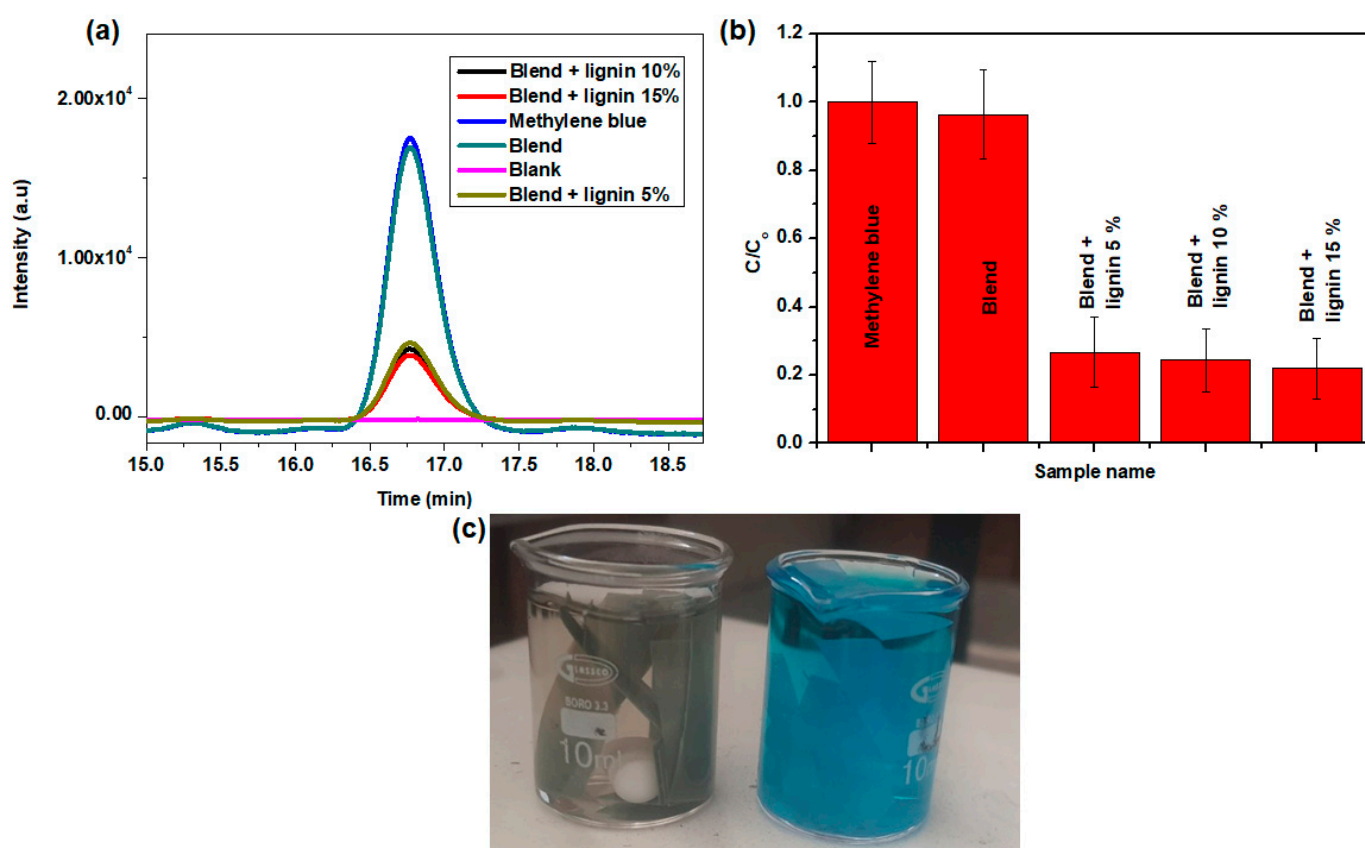 (a)
2.00x10⁴
1.00x10⁴
0.00
Intensity (a.u)
15.0 15.5 16.0 16.5 17.0 17.5 18.0 18.5
Time (min)
Blend + lignin 10%
Blend + lignin 15%
Methylene blue
Blend
Blank
Blend + lignin 5%
(b)
1.2
1.0
0.8
0.6
0.4
0.2
0.0
C/Cₒ
Methylene blue
Blend
Blend +
lignin 5 %
Blend +
lignin 10 %
Blend +
lignin 15 %
Sample name
(c)
GLASSCO
BORO 3.3
10ml
10m